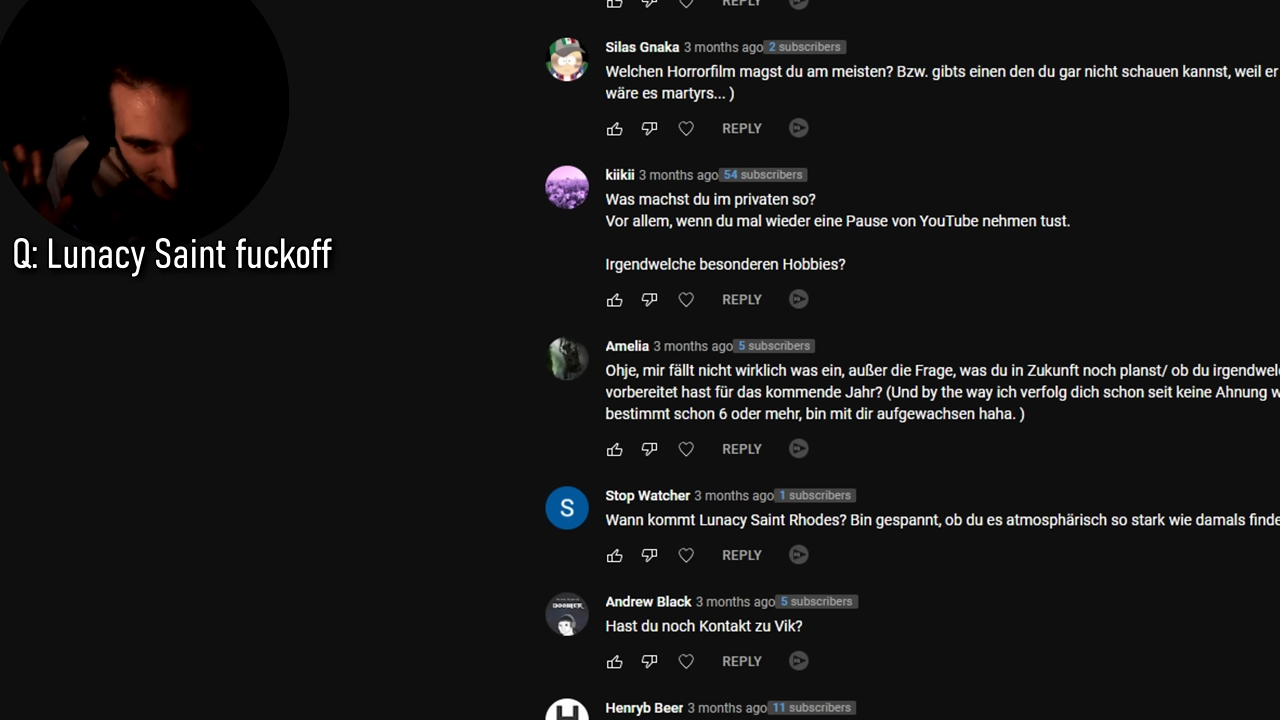 REPLY
Silas Gnaka 3 months ago 2 subscribers
Welchen Horrorfilm magst du am meisten? Bzw. gibts einen den du gar nicht schauen kannst, weil er
wäre es martyrs... )
REPLY
kiikii 3 months ago 54 subscribers
Was machst du im privaten so?
Vor allem, wenn du mal wieder eine Pause von YouTube nehmen tust.
Q: Lunacy Saint fuckoff
Irgendwelche besonderen Hobbies?
REPLY
Amelia 3 months ago 5 subscribers
Ohje, mir fällt nicht wirklich was ein, außer die Frage, was du in Zukunft noch planst/ ob du
vorbereitet hast für das kommende Jahr? (Und by the way ich verfolg dich schon seit keine Ahnung
bestimmt schon 6 oder mehr, bin mit dir aufgewachsen haha. )
REPLY
S
Stop Watcher 3 months ago 1 subscribers
Wann kommt Lunacy Saint Rhodes? Bin gespannt, ob du es atmosphärisch so stark wie damals
REPLY
Andrew Black 3 months ago 5 subscribers
Hast du noch Kontakt zu Vik?
REPLY
Henryb Beer 3 months ago 11 subscribers